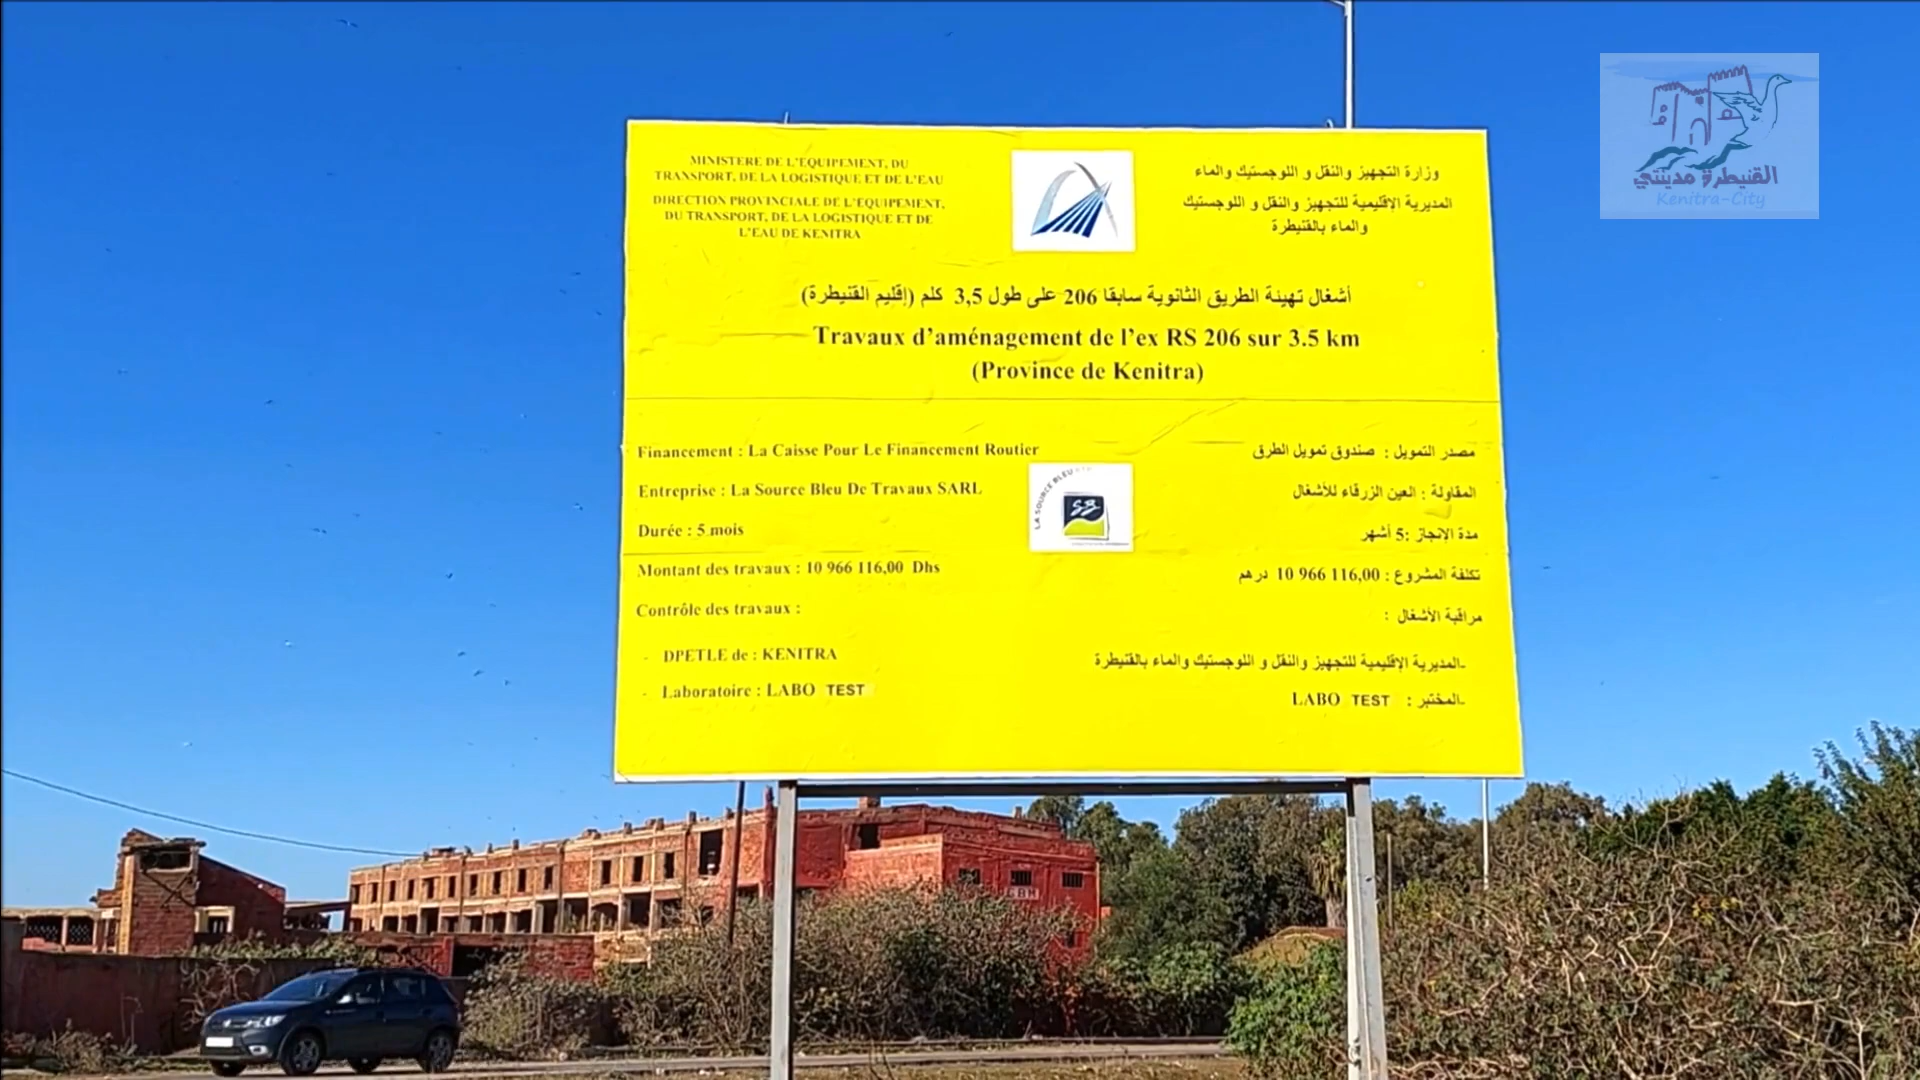 MINISTERE DE L'EQUIPEMENT, DU
TRANSPORT, DE LA LOGISTIQUE ET DE L'EAU
DIRECTION PROVINCIALE DE L'EQUIPEMENT,
DU TRANSPORT, DE LA LOGISTIQUE ET DE
L'EAU DE KENITRA
وزارة التجهيز والنقل و اللوجستيك والماء
المديرية الإقليمية للتجهيز والنقل و اللوجستيك
والماء بالقنيطرة
أشغال تهيئة الطريق الثانوية سابقا 206 على طول 3,5 كلم (إقليم القنيطرة)
Travaux d'aménagement de l'ex RS 206 sur 3.5 km
(Province de Kenitra)
Financement : La Caisse Pour Le Financement Routier
مصدر التمويل : صندوق تمويل الطرق
Entreprise : La Source Bleu De Travaux SARL
المقاولة : العين الزرقاء للأشغال
LA SOURCE BLEU
SB
Durée : 5 mois
مدة الانجاز :5 أشهر
Montant des travaux : 10 966 116,00 Dhs
تكلفة المشروع : 10 966 116,00 درهم
Contrôle des travaux :
مراقبة الأشغال :
- DPETLE de : KENITRA
-المديرية الإقليمية للتجهيز والنقل و اللوجستيك والماء بالقنيطرة
- Laboratoire : LABO TEST
-المختبر : LABO TEST
القنيطرة مدينتي
Kenitra-City